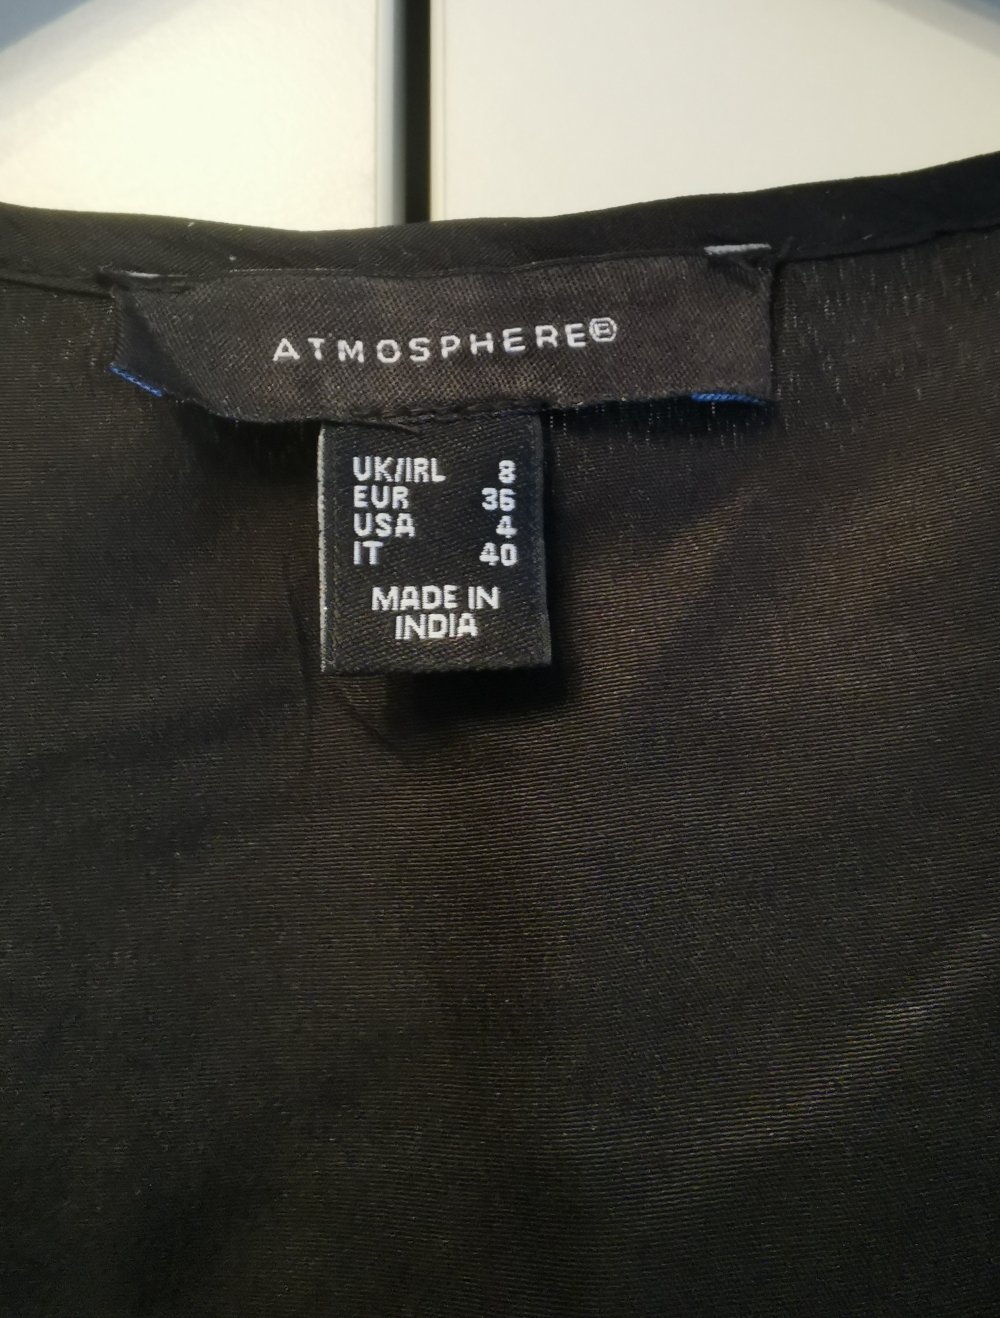 ATMOSPHERE®
UK/IRL 8
EUR 36
USA 4
IT 40
MADE IN
INDIA